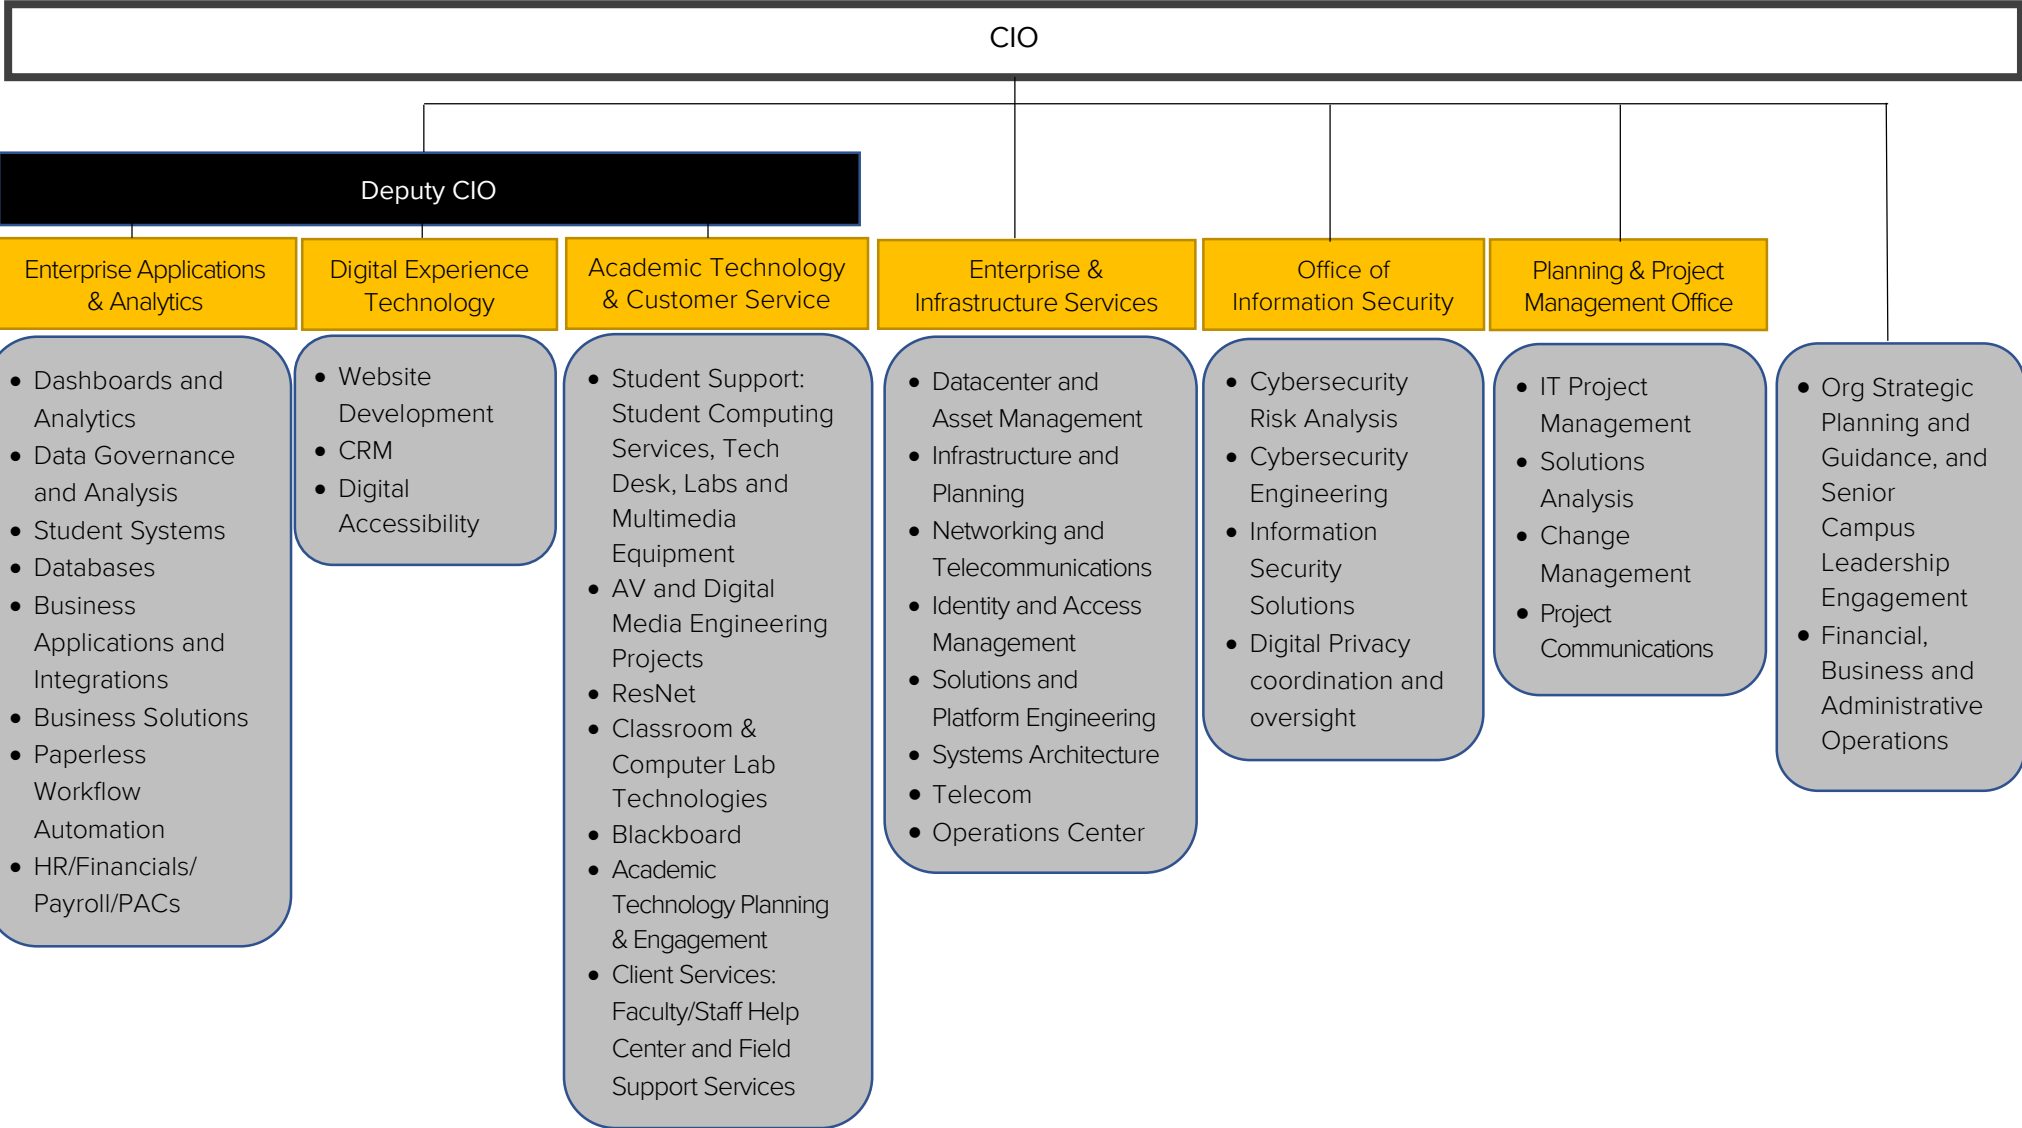 CIO
Deputy CIO
Enterprise Applications
& Analytics
Digital Experience
Technology
Academic Technology
& Customer Service
Enterprise &
Infrastructure Services
Office of
Information Security
Planning & Project
Management Office
• Dashboards and
Analytics
• Data Governance
and Analysis
• Student Systems
• Databases
• Business
Applications and
Integrations
• Business Solutions
• Paperless
Workflow
Automation
• HR/Financials/
Payroll/PACs
• Website
Development
• CRM
• Digital
Accessibility
• Student Support:
Student Computing
Services, Tech
Desk, Labs and
Multimedia
Equipment
• AV and Digital
Media Engineering
Projects
• ResNet
• Classroom &
Computer Lab
Technologies
• Blackboard
• Academic
Technology Planning
& Engagement
• Client Services:
Faculty/Staff Help
Center and Field
Support Services
• Datacenter and
Asset Management
• Infrastructure and
Planning
• Networking and
Telecommunications
• Identity and Access
Management
• Solutions and
Platform Engineering
• Systems Architecture
• Telecom
• Operations Center
• Cybersecurity
Risk Analysis
• Cybersecurity
Engineering
• Information
Security
Solutions
• Digital Privacy
coordination and
oversight
• IT Project
Management
• Solutions
Analysis
• Change
Management
• Project
Communications
• Org Strategic
Planning and
Guidance, and
Senior
Campus
Leadership
Engagement
• Financial,
Business and
Administrative
Operations